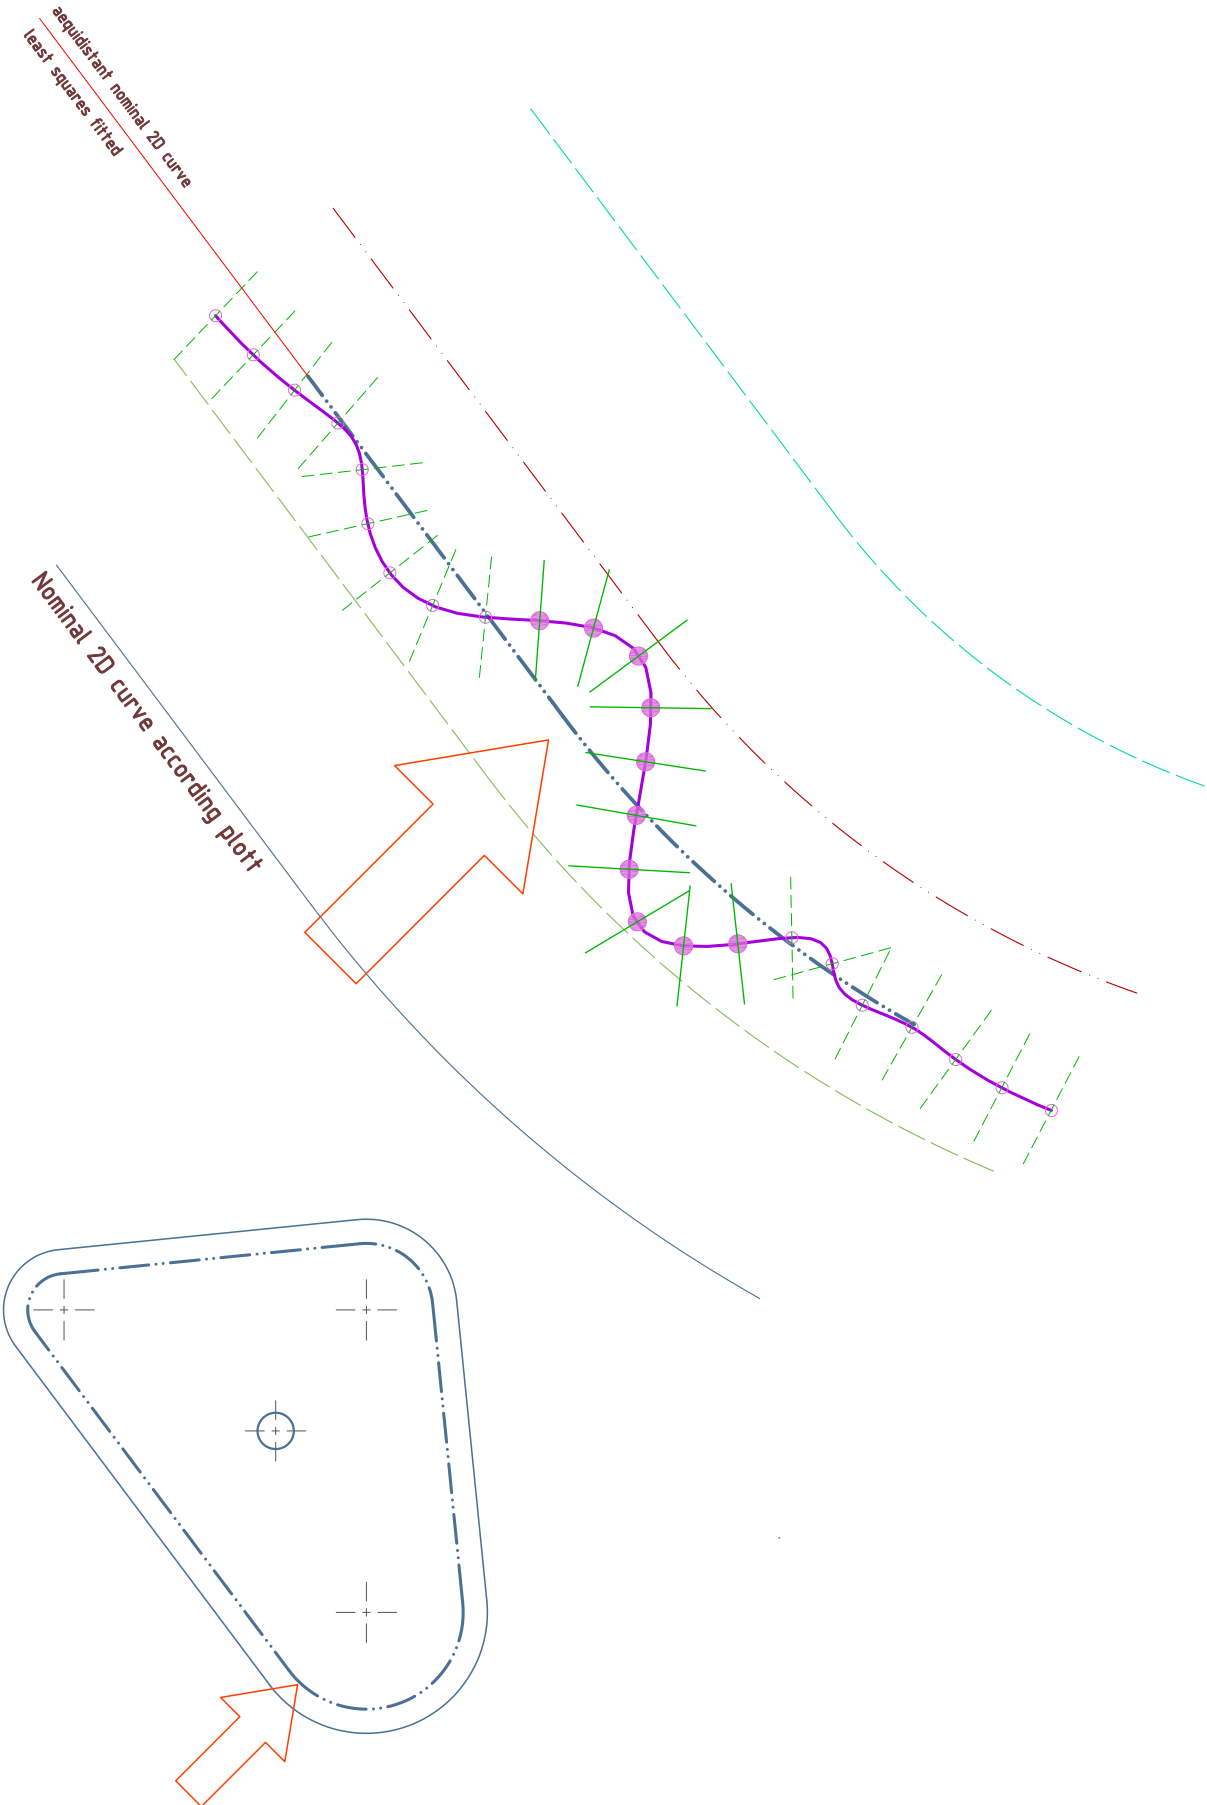 aequidistant nominal 2D curve
least squares fitted
Nominal 2D curve according plott